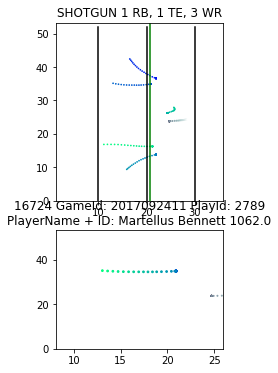 SHOTGUN 1 RB, 1 TE, 3 WR
50
40
30
20
10
0
10 20 30
16724 GameId: 2017092411 PlayId: 2789
PlayerName + ID: Martellus Bennett 1062.0
40
20
0
10 15 20 25